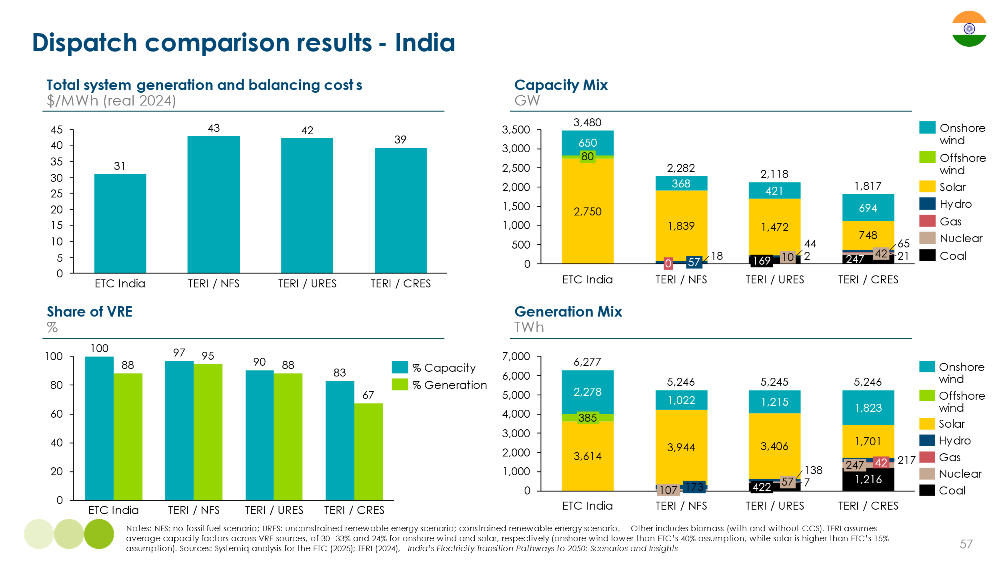 Dispatch comparison results - India
Total system generation and balancing costs
$/MWh (real 2024)
45
40
35
30
25
20
15
10
5
0
31
43
42
39
ETC India
TERI / NFS
TERI / URES
TERI / CRES
Capacity Mix
GW
3,500
3,000
2,500
2,000
1,500
1,000
500
0
3,480
650
80
2,750
2,282
368
1,839
0
57
18
2,118
421
1,472
169
10
44
2
1,817
694
748
247
42
65
21
ETC India
TERI / NFS
TERI / URES
TERI / CRES
Onshore
wind
Offshore
wind
Solar
Hydro
Gas
Nuclear
Coal
Share of VRE
%
100
80
60
40
20
0
100
88
97
95
90
88
83
67
ETC India
TERI / NFS
TERI / URES
TERI / CRES
% Capacity
% Generation
Generation Mix
TWh
7,000
6,000
5,000
4,000
3,000
2,000
1,000
0
6,277
2,278
385
3,614
5,246
1,022
3,944
107
173
5,245
1,215
3,406
422
57
138
7
5,246
1,823
1,701
247
42
217
1,216
ETC India
TERI / NFS
TERI / URES
TERI / CRES
Onshore
wind
Offshore
wind
Solar
Hydro
Gas
Nuclear
Coal
Notes: NFS: no fossil-fuel scenario; URES: unconstrained renewable energy scenario; constrained renewable energy scenario. Other includes biomass (with and without CCS). TERI assumes
average capacity factors across VRE sources, of 30 -33% and 24% for onshore wind and solar, respectively (onshore wind lower than ETC's 40% assumption, while solar is higher than ETC's 15%
assumption). Sources: Systemiq analysis for the ETC (2025); TERI (2024), India's Electricity Transition Pathways to 2050: Scenarios and Insights
57